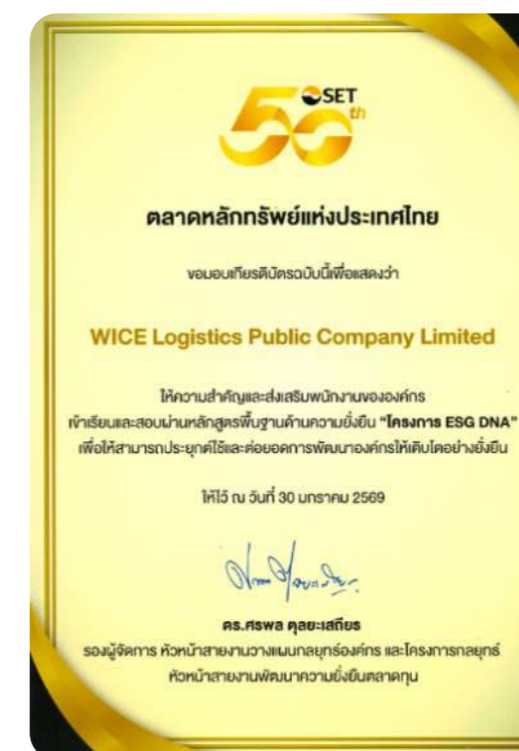 50th SET
ตลาดหลักทรัพย์แห่งประเทศไทย
ขอมอบเกียรติบัตรฉบับนี้เพื่อแสดงว่า
WICE Logistics Public Company Limited
ให้ความสำคัญและส่งเสริมพนักงานขององค์กร
เข้าเรียนและสอบผ่านหลักสูตรพื้นฐานด้านความยั่งยืน "โครงการ ESG DNA"
เพื่อให้สามารถประยุกต์ใช้และต่อยอดการพัฒนาองค์กรให้เติบโตอย่างยั่งยืน
ให้ไว้ ณ วันที่ 30 มกราคม 2569
ดร.ศรพล ตุลยะเสถียร
รองผู้จัดการ หัวหน้าสายงานวางแผนกลยุทธ์องค์กร และโครงการกลยุทธ์
หัวหน้าสายงานพัฒนาความยั่งยืนตลาดทุน